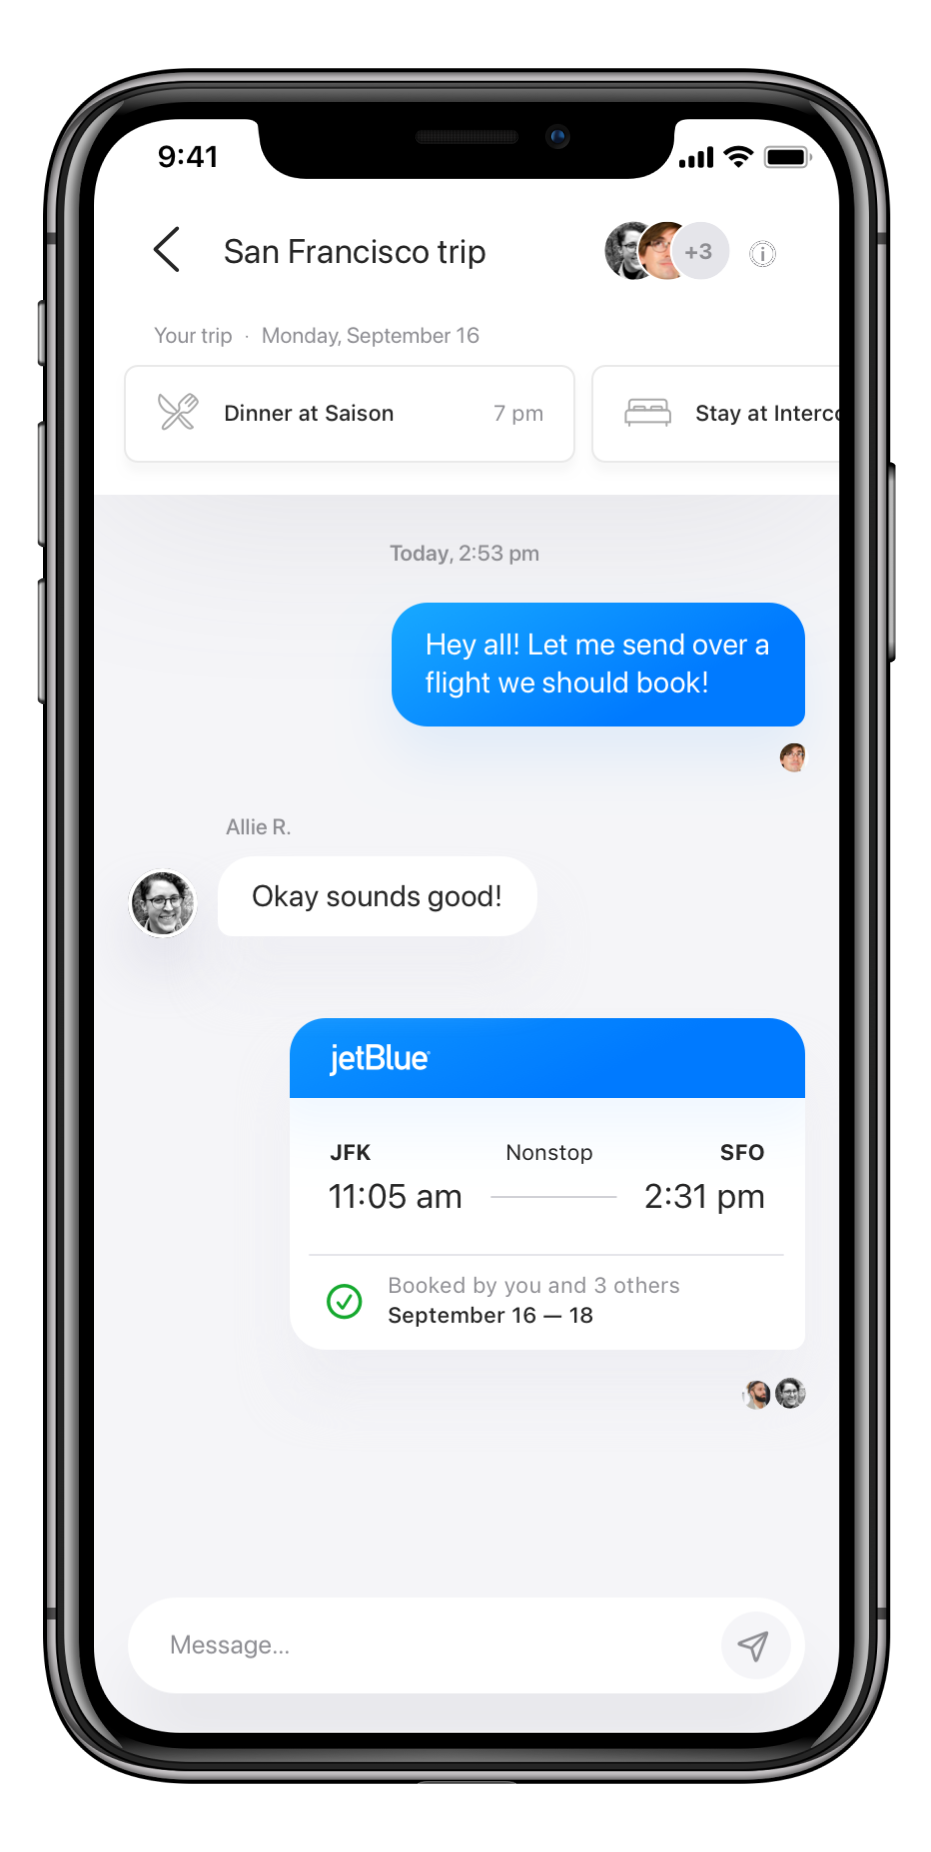 9:41
San Francisco trip
+3
Your trip · Monday, September 16
Dinner at Saison 7 pm
Stay at Interco
Today, 2:53 pm
Hey all! Let me send over a
flight we should book!
Allie R.
Okay sounds good!
jetBlue
JFK Nonstop SFO
11:05 am 2:31 pm
Booked by you and 3 others
September 16 — 18
Message...